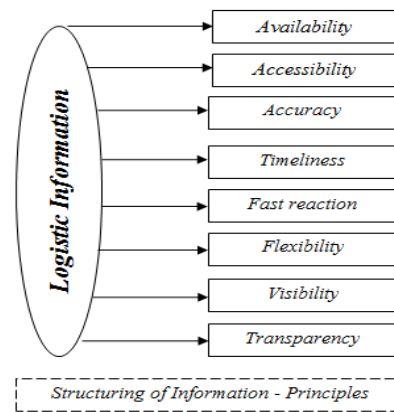 Logistic Information
Availability
Accessibility
Accuracy
Timeliness
Fast reaction
Flexibility
Visibility
Transparency
Structuring of Information - Principles